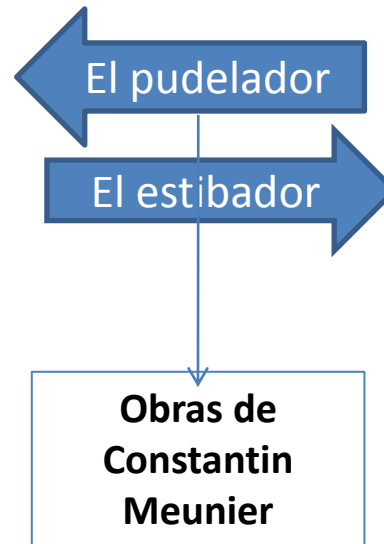 El pudelador
El estibador
Obras de
Constantin
Meunier